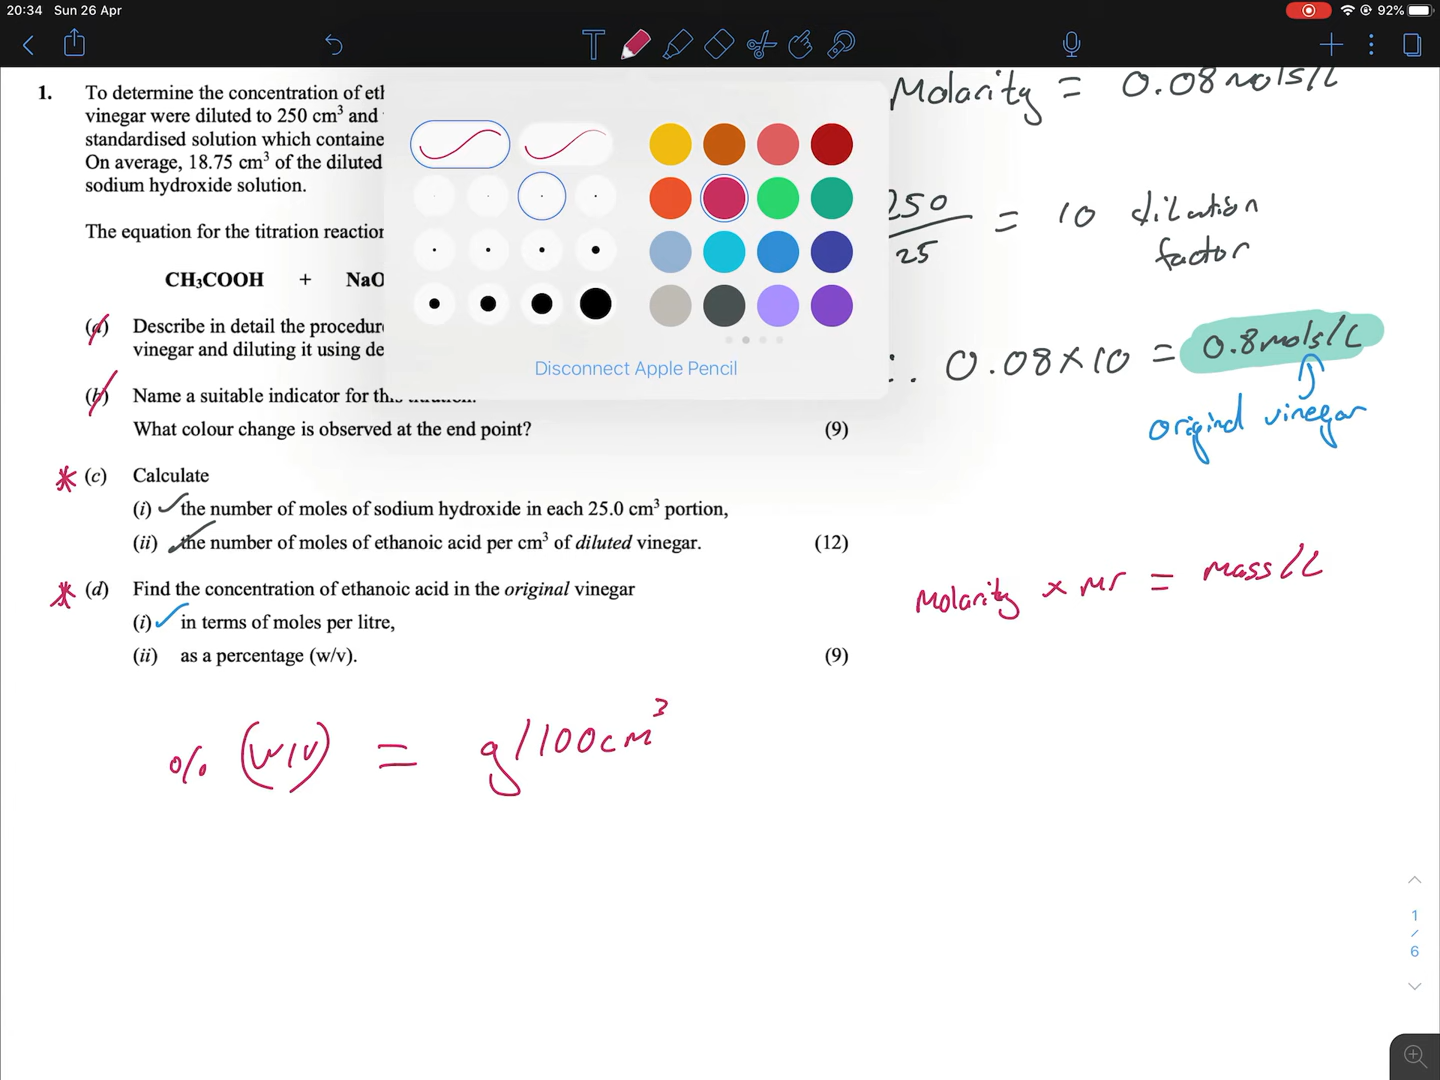 20:34 Sun 26 Apr
92%
1. To determine the concentration of eth
vinegar were diluted to 250 cm³ and
standardised solution which containe
On average, 18.75 cm³ of the diluted
sodium hydroxide solution.
The equation for the titration reaction
CH₃COOH + NaO
(a) Describe in detail the procedure
vinegar and diluting it using de
(b) Name a suitable indicator for this titration.
What colour change is observed at the end point? (9)
(c) Calculate
(i) the number of moles of sodium hydroxide in each 25.0 cm³ portion,
(ii) the number of moles of ethanoic acid per cm³ of diluted vinegar. (12)
(d) Find the concentration of ethanoic acid in the original vinegar
(i) in terms of moles per litre,
(ii) as a percentage (w/v). (9)
% (w/v) = g/100cm³
Disconnect Apple Pencil
Molarity = 0.08mols/L
250
25
= 10 dilution
factor
0.08×10 = 0.8mols/L
original vinegar
Molarity × Mr = Mass/L
1
/
6